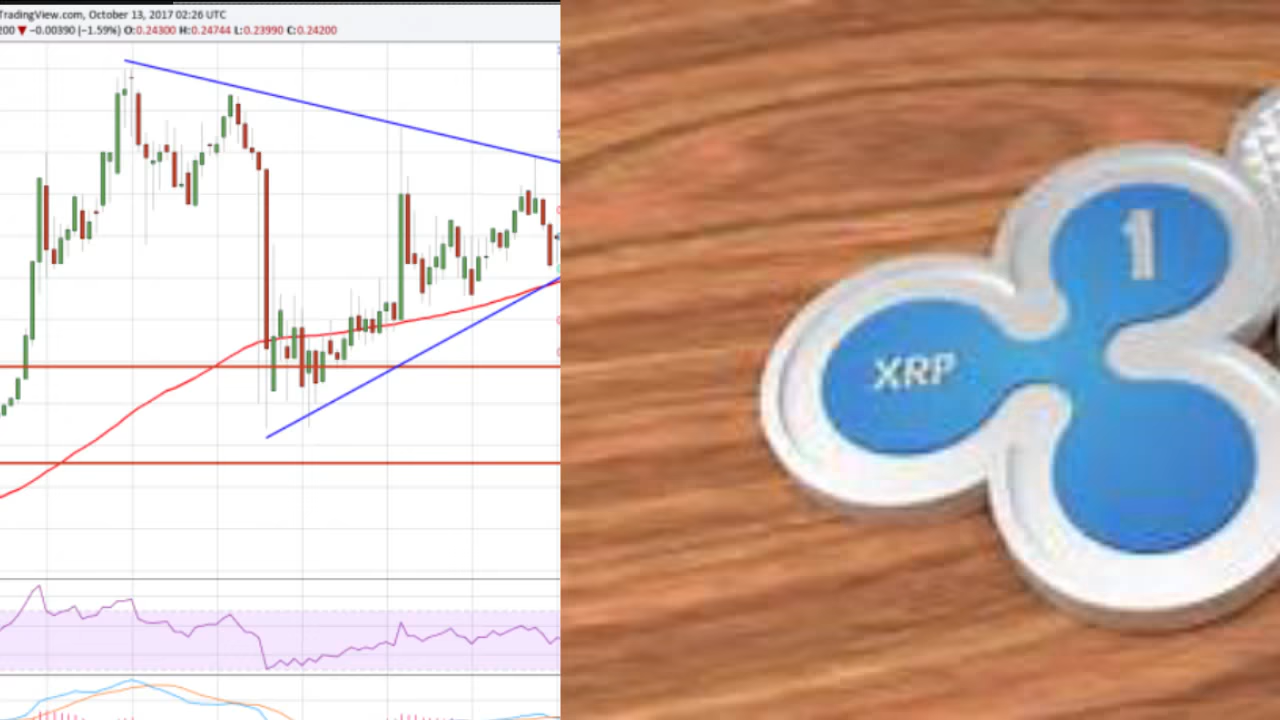 TradingView.com, October 13, 2017 02:26 UTC
200 ▼ −0.00390 (−1.59%) O:0.24300 H:0.24744 L:0.23990 C:0.24200
1
XRP